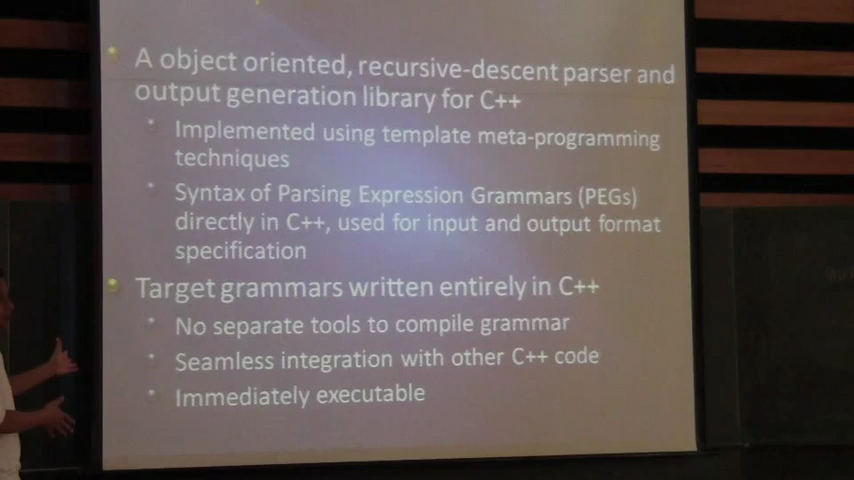 A object oriented, recursive-descent parser and
output generation library for C++
Implemented using template meta-programming
techniques
Syntax of Parsing Expression Grammars (PEGs)
directly in C++, used for input and output format
specification
Target grammars written entirely in C++
No separate tools to compile grammar
Seamless integration with other C++ code
Immediately executable